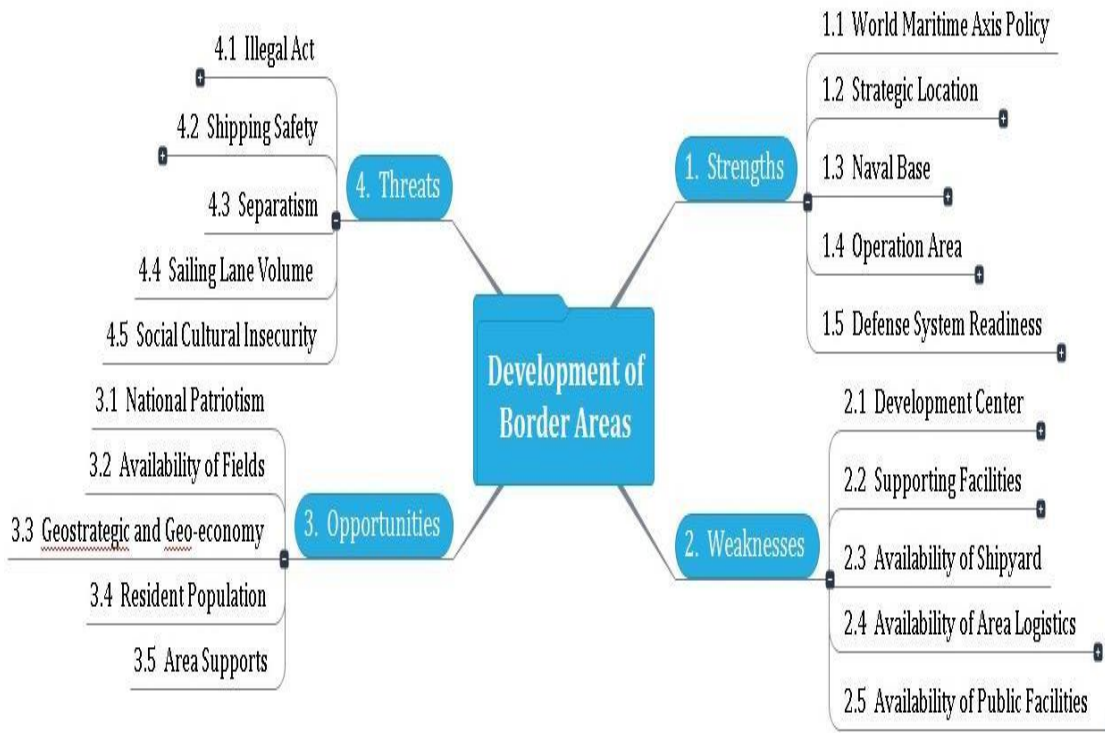 Development of
Border Areas
1. Strengths
1.1 World Maritime Axis Policy
1.2 Strategic Location
1.3 Naval Base
1.4 Operation Area
1.5 Defense System Readiness
2. Weaknesses
2.1 Development Center
2.2 Supporting Facilities
2.3 Availability of Shipyard
2.4 Availability of Area Logistics
2.5 Availability of Public Facilities
3. Opportunities
3.1 National Patriotism
3.2 Availability of Fields
3.3 Geostrategic and Geo-economy
3.4 Resident Population
3.5 Area Supports
4. Threats
4.1 Illegal Act
4.2 Shipping Safety
4.3 Separatism
4.4 Sailing Lane Volume
4.5 Social Cultural Insecurity